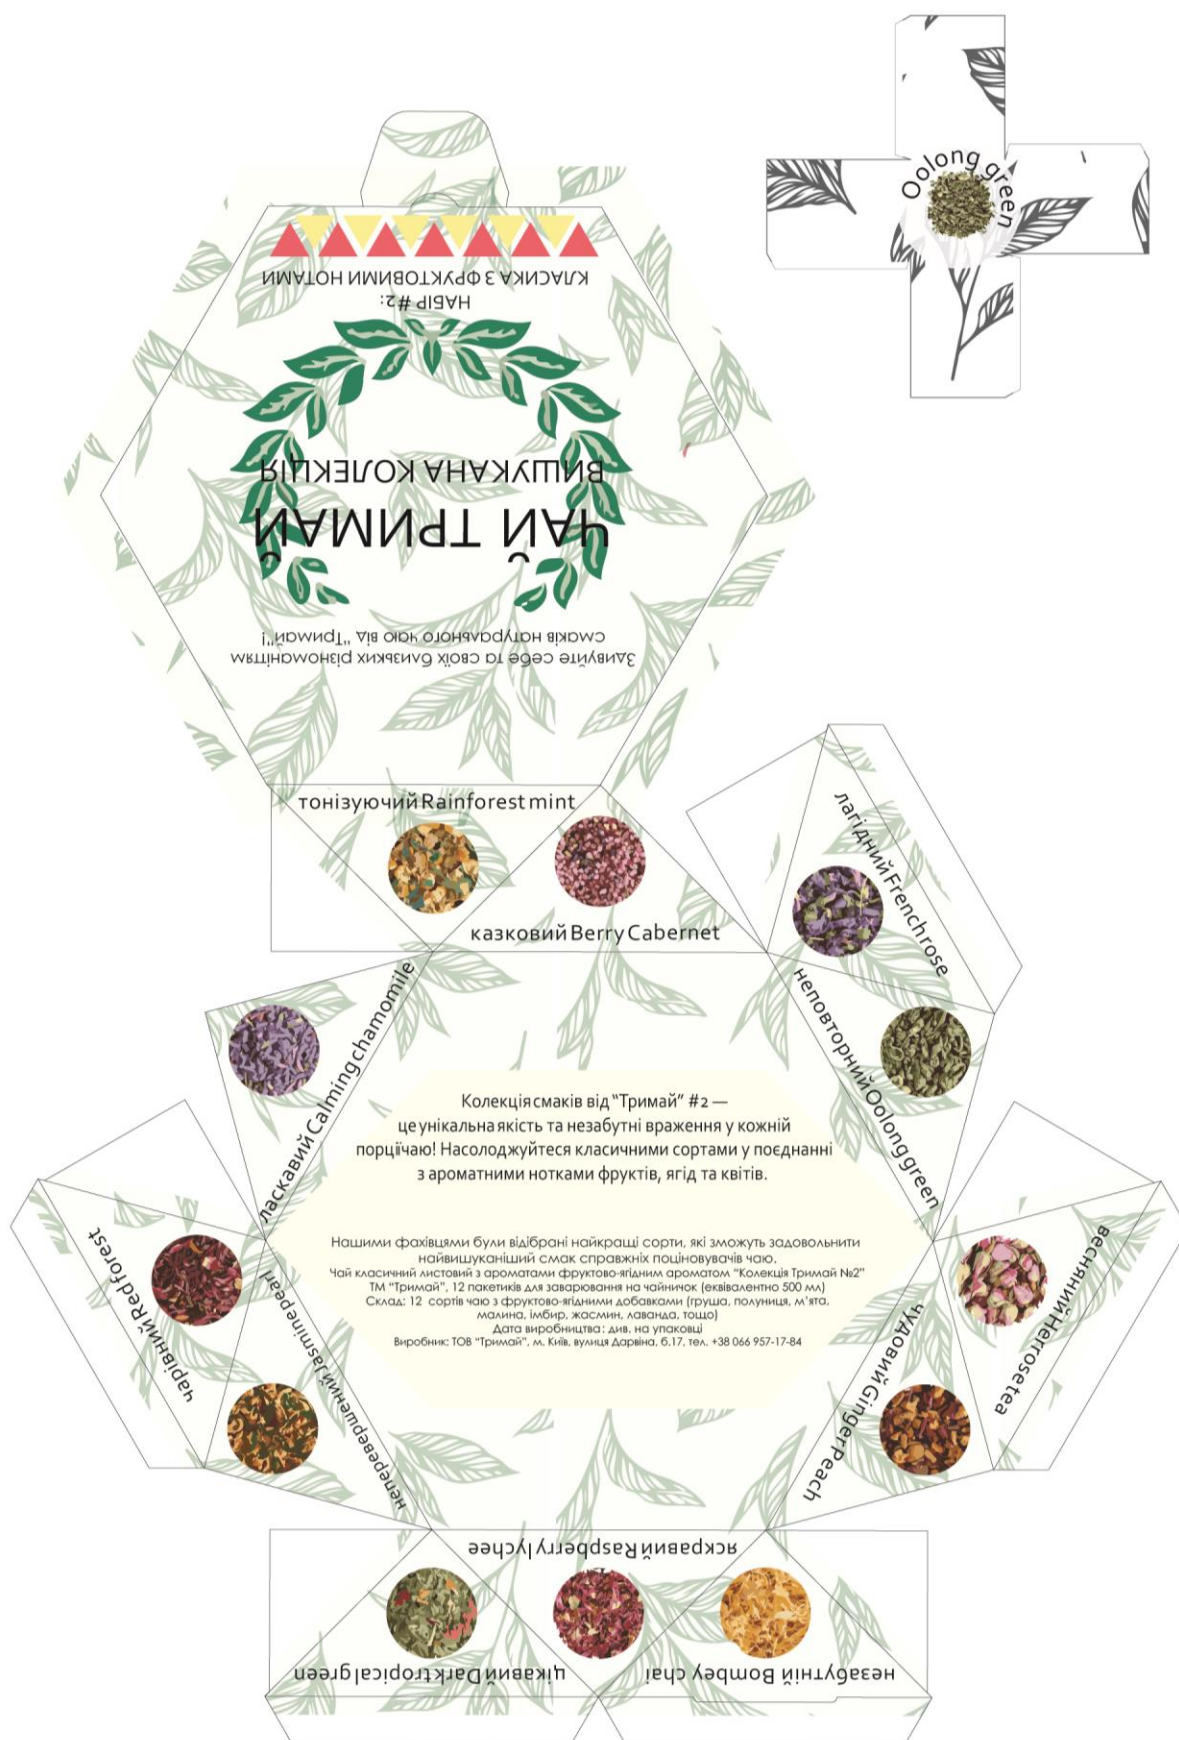 Oolong green
КЛАСИКА З ФРУКТОВИМИ НОТАМИ
НАБІР #2:
ВИШУКАНА КОЛЕКЦІЯ
ЧАЙ ТРИМАЙ
Здивуйте себе та своїх близьких різноманіттям
смаків натурального чаю від "Тримай"!
тонізуючий Rainforest mint
казковий Berry Cabernet
лагідний French rose
неповторний Oolong green
ласкавий Calming chamomile
Колекція смаків від "Тримай" #2 —
це унікальна якість та незабутні враження у кожній
порції чаю! Насолоджуйтеся класичними сортами у поєднанні
з ароматними нотками фруктів, ягід та квітів.
Нашими фахівцями були відібрані найкращі сорти, які зможуть задовольнити
найвишуканіший смак справжніх поціновувачів чаю.
Чай класичний листовий з ароматами фруктово-ягідним ароматом "Колекція Тримай №2"
ТМ "Тримай", 12 пакетиків для заварювання на чайничок (еквівалентно 500 мл)
Склад: 12 сортів чаю з фруктово-ягідними добавками (груша, полуниця, м'ята,
малина, імбир, жасмин, лаванда, тощо)
Дата виробництва: див. на упаковці
Виробник: ТОВ "Тримай", м. Київ, вулиця Дарвіна, б.17, тел. +38 066 957-17-84
чарівний Red forest
неперевершений Jasmine pearl
весняний Her rose tea
чудовий Ginger Peach
яскравий Raspberry lychee
цікавий Dark tropical green
незабутній Bombey chai